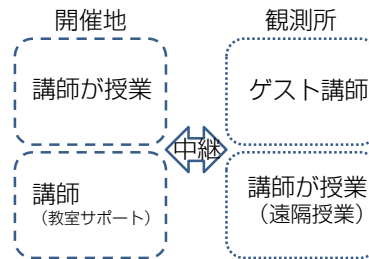 開催地
観測所
講師が授業
ゲスト講師
中継
講師
（教室サポート）
講師が授業
（遠隔授業）